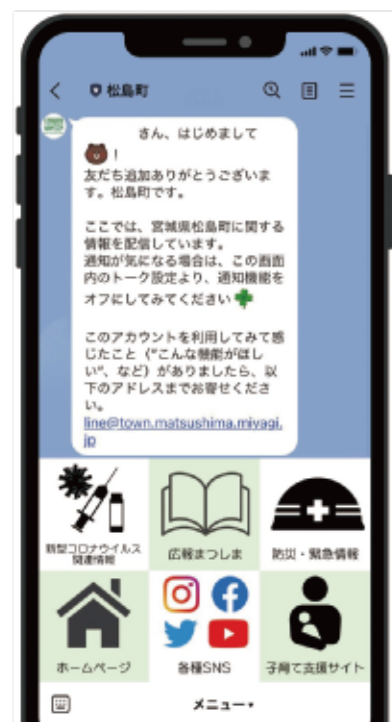 松島町
さん、はじめまして
！
友だち追加ありがとうございま
す。松島町です。
ここでは、宮城県松島町に関する
情報を配信しています。
通知が気になる場合は、この画面
内のトーク設定より、通知機能を
オフにしてみてください
このアカウントを利用してみて感
じたこと（"こんな機能がほし
い"、など）がありましたら、以
下のアドレスまでお寄せくださ
い。
line@town.matsushima.miyagi.
jp
新型コロナウイルス
関連情報
広報まつしま
防災・緊急情報
ホームページ
各種SNS
子育て支援サイト
メニュー▾